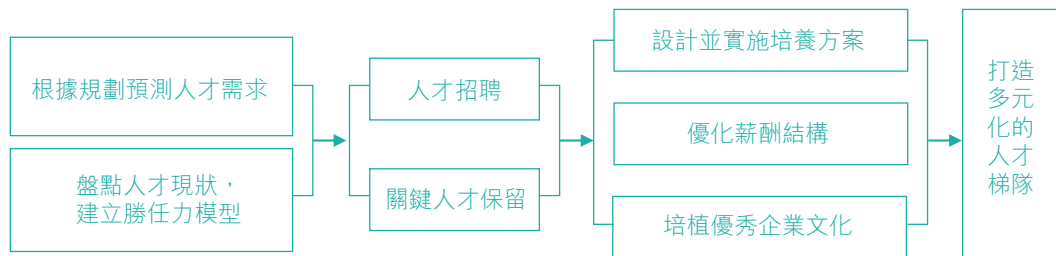 根據規劃預測人才需求
盤點人才現狀，
建立勝任力模型
人才招聘
關鍵人才保留
設計並實施培養方案
優化薪酬結構
培植優秀企業文化
打造
多元
化的
人才
梯隊